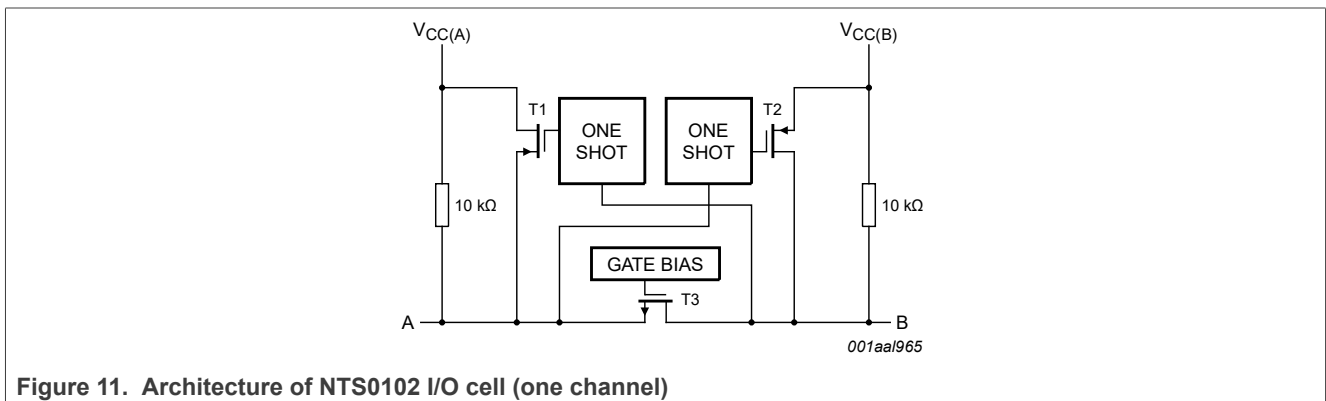 VCC(A) VCC(B)
T1 ONE SHOT ONE SHOT T2
10 kΩ 10 kΩ
GATE BIAS
T3
A B
001aal965
Figure 11. Architecture of NTS0102 I/O cell (one channel)